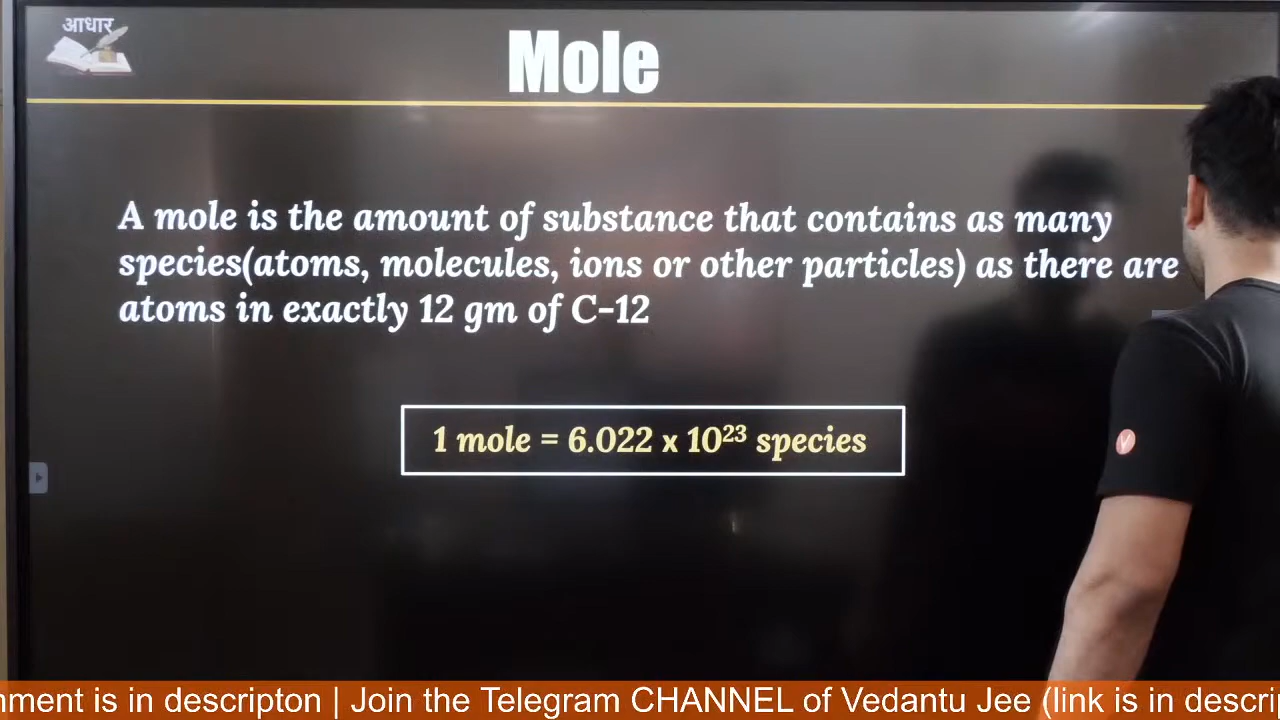 आधार
Mole
A mole is the amount of substance that contains as many
species(atoms, molecules, ions or other particles) as there are
atoms in exactly 12 gm of C-12
1 mole = 6.022 x 10²³ species
nment is in descripton | Join the Telegram CHANNEL of Vedantu Jee (link is in descri